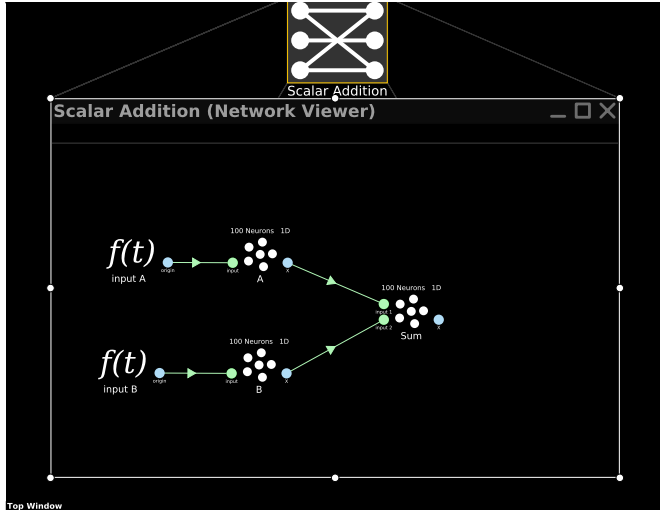 Scalar Addition
Scalar Addition (Network Viewer)
100 Neurons 1D
f(t)
origin
input
X
input A
A
100 Neurons 1D
input 1
input 2
X
Sum
100 Neurons 1D
f(t)
origin
input
X
input B
B
Top Window